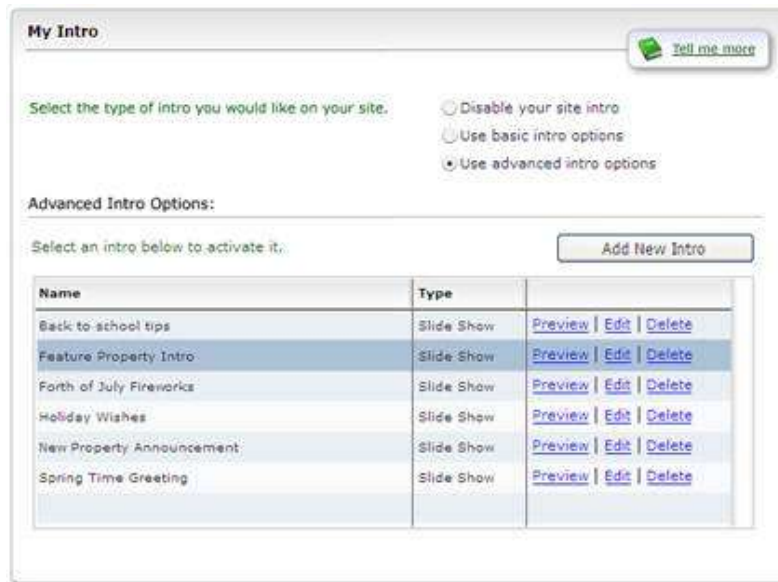 My Intro
Tell me more
Select the type of intro you would like on your site.
Disable your site intro
Use basic intro options
Use advanced intro options
Advanced Intro Options:
Select an intro below to activate it.
Add New Intro
Name Type
Back to school tips Slide Show Preview | Edit | Delete
Feature Property Intro Slide Show Preview | Edit | Delete
Forth of July Fireworks Slide Show Preview | Edit | Delete
Holiday Wishes Slide Show Preview | Edit | Delete
New Property Announcement Slide Show Preview | Edit | Delete
Spring Time Greeting Slide Show Preview | Edit | Delete